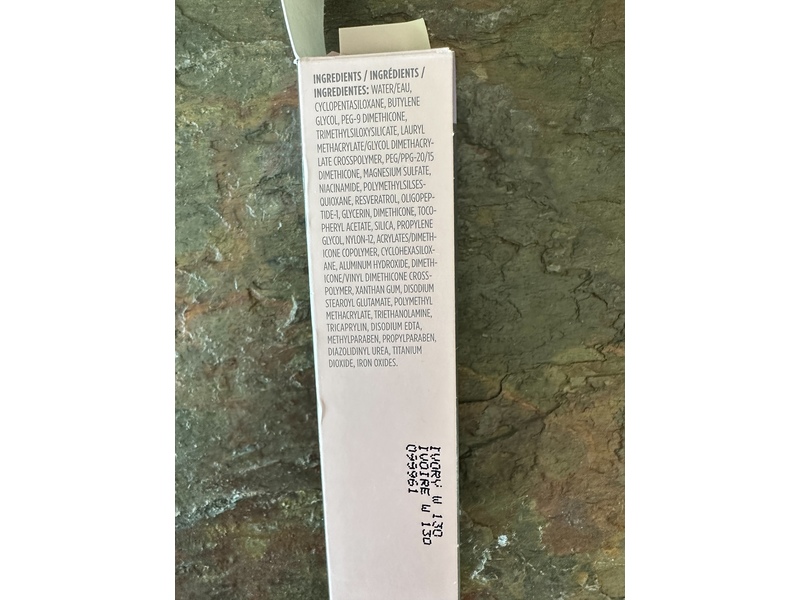 INGREDIENTS / INGRÉDIENTS /
INGREDIENTES: WATER/EAU,
CYCLOPENTASILOXANE, BUTYLENE
GLYCOL, PEG-9 DIMETHICONE,
TRIMETHYLSILOXYSILICATE, LAURYL
METHACRYLATE/GLYCOL DIMETHACRY-
LATE CROSSPOLYMER, PEG/PPG-20/15
DIMETHICONE, MAGNESIUM SULFATE,
NIACINAMIDE, POLYMETHYLSILSES-
QUIOXANE, RESVERATROL, OLIGOPEP-
TIDE-1, GLYCERIN, DIMETHICONE, TOCO-
PHERYL ACETATE, SILICA, PROPYLENE
GLYCOL, NYLON-12, ACRYLATES/DIMETH-
ICONE COPOLYMER, CYCLOHEXASILOX-
ANE, ALUMINUM HYDROXIDE, DIMETH-
ICONE/VINYL DIMETHICONE CROSS-
POLYMER, XANTHAN GUM, DISODIUM
STEAROYL GLUTAMATE, POLYMETHYL
METHACRYLATE, TRIETHANOLAMINE,
TRICAPRYLIN, DISODIUM EDTA,
METHYLPARABEN, PROPYLPARABEN,
DIAZOLIDINYL UREA, TITANIUM
DIOXIDE, IRON OXIDES.
IVORY W 130
IVOIRE W 130
099961